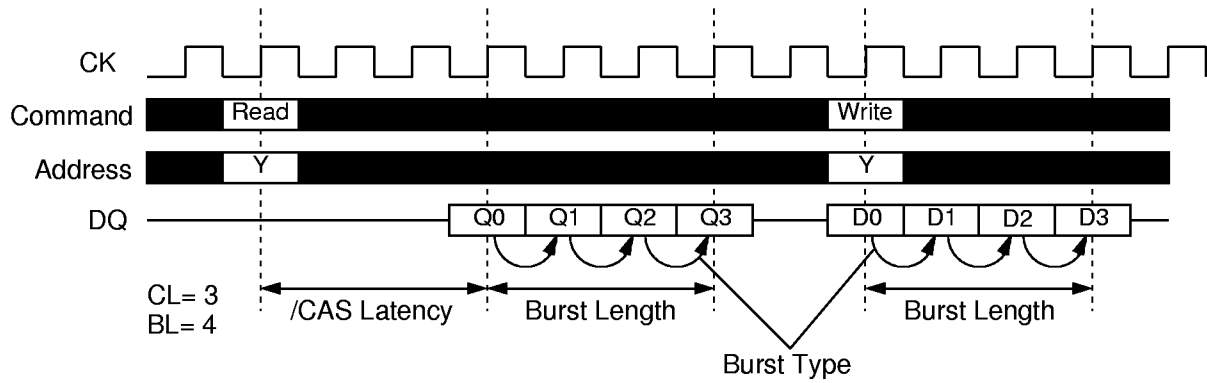 CK
Command Read Write
Address Y Y
DQ Q0 Q1 Q2 Q3 D0 D1 D2 D3
CL= 3
BL= 4
/CAS Latency Burst Length Burst Length
Burst Type